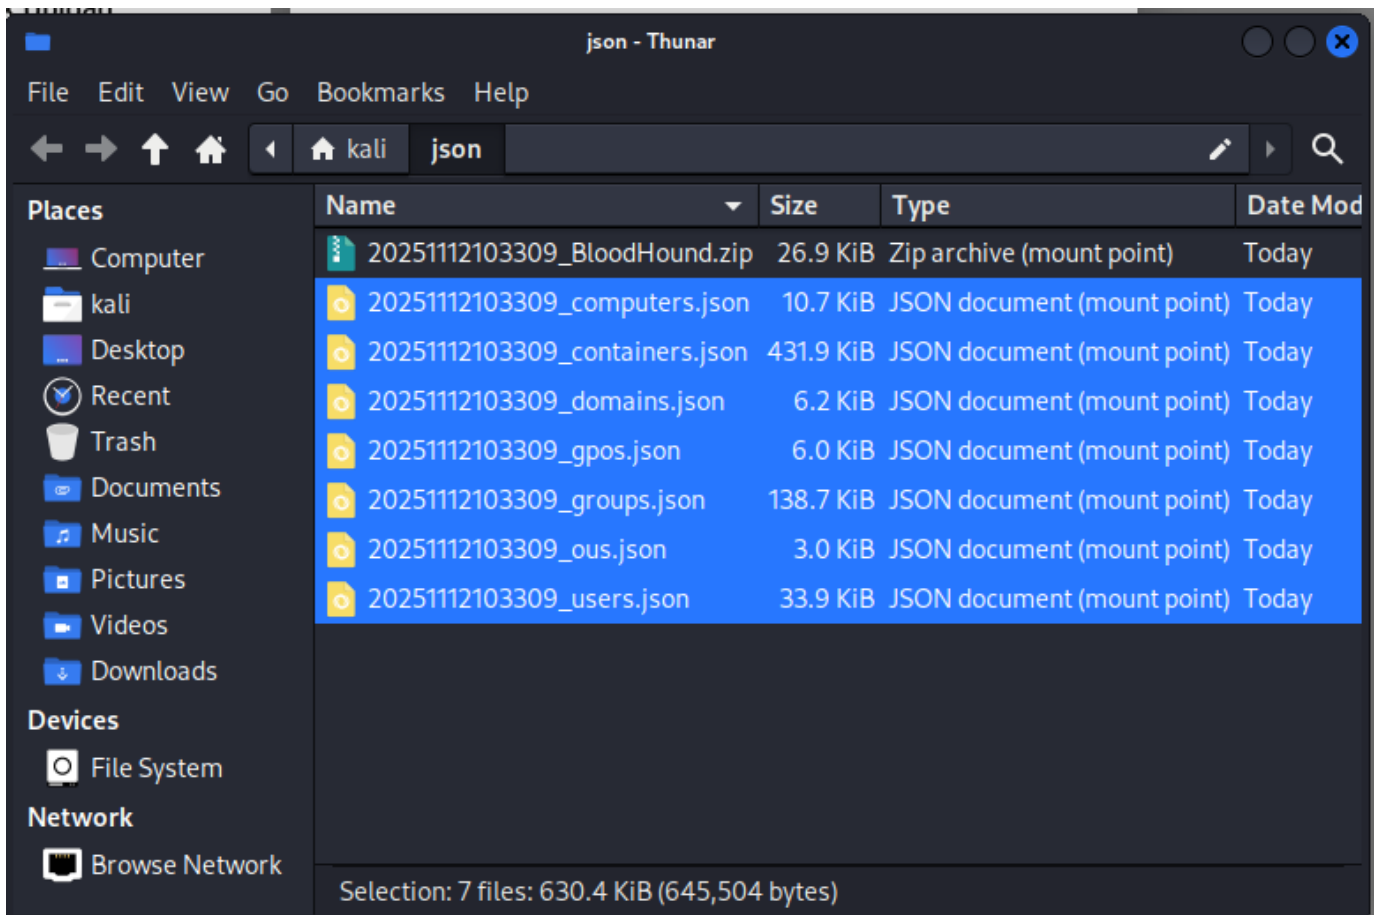 json - Thunar
File Edit View Go Bookmarks Help
kali json
Places
Computer
kali
Desktop
Recent
Trash
Documents
Music
Pictures
Videos
Downloads
Devices
File System
Network
Browse Network
Name Size Type Date Mod
20251112103309_BloodHound.zip 26.9 KiB Zip archive (mount point) Today
20251112103309_computers.json 10.7 KiB JSON document (mount point) Today
20251112103309_containers.json 431.9 KiB JSON document (mount point) Today
20251112103309_domains.json 6.2 KiB JSON document (mount point) Today
20251112103309_gpos.json 6.0 KiB JSON document (mount point) Today
20251112103309_groups.json 138.7 KiB JSON document (mount point) Today
20251112103309_ous.json 3.0 KiB JSON document (mount point) Today
20251112103309_users.json 33.9 KiB JSON document (mount point) Today
Selection: 7 files: 630.4 KiB (645,504 bytes)